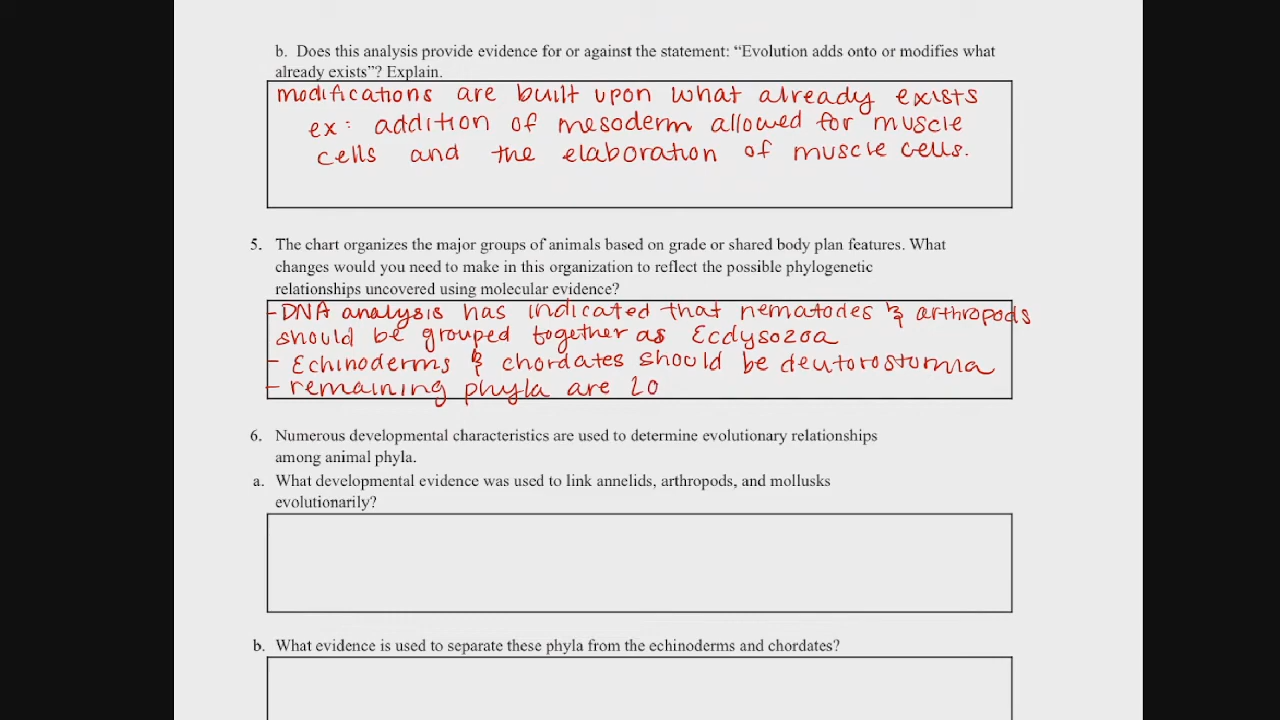 b. Does this analysis provide evidence for or against the statement: “Evolution adds onto or modifies what
already exists”? Explain.
modifications are built upon what already exists
ex: addition of mesoderm allowed for muscle
cells and the elaboration of muscle cells.
5. The chart organizes the major groups of animals based on grade or shared body plan features. What
changes would you need to make in this organization to reflect the possible phylogenetic
relationships uncovered using molecular evidence?
- DNA analysis has indicated that nematodes & arthropods
should be grouped together as Ecdysozoa
- Echinoderms & chordates should be deutorostomia
- remaining phyla are lo
6. Numerous developmental characteristics are used to determine evolutionary relationships
among animal phyla.
a. What developmental evidence was used to link annelids, arthropods, and mollusks
evolutionarily?
b. What evidence is used to separate these phyla from the echinoderms and chordates?